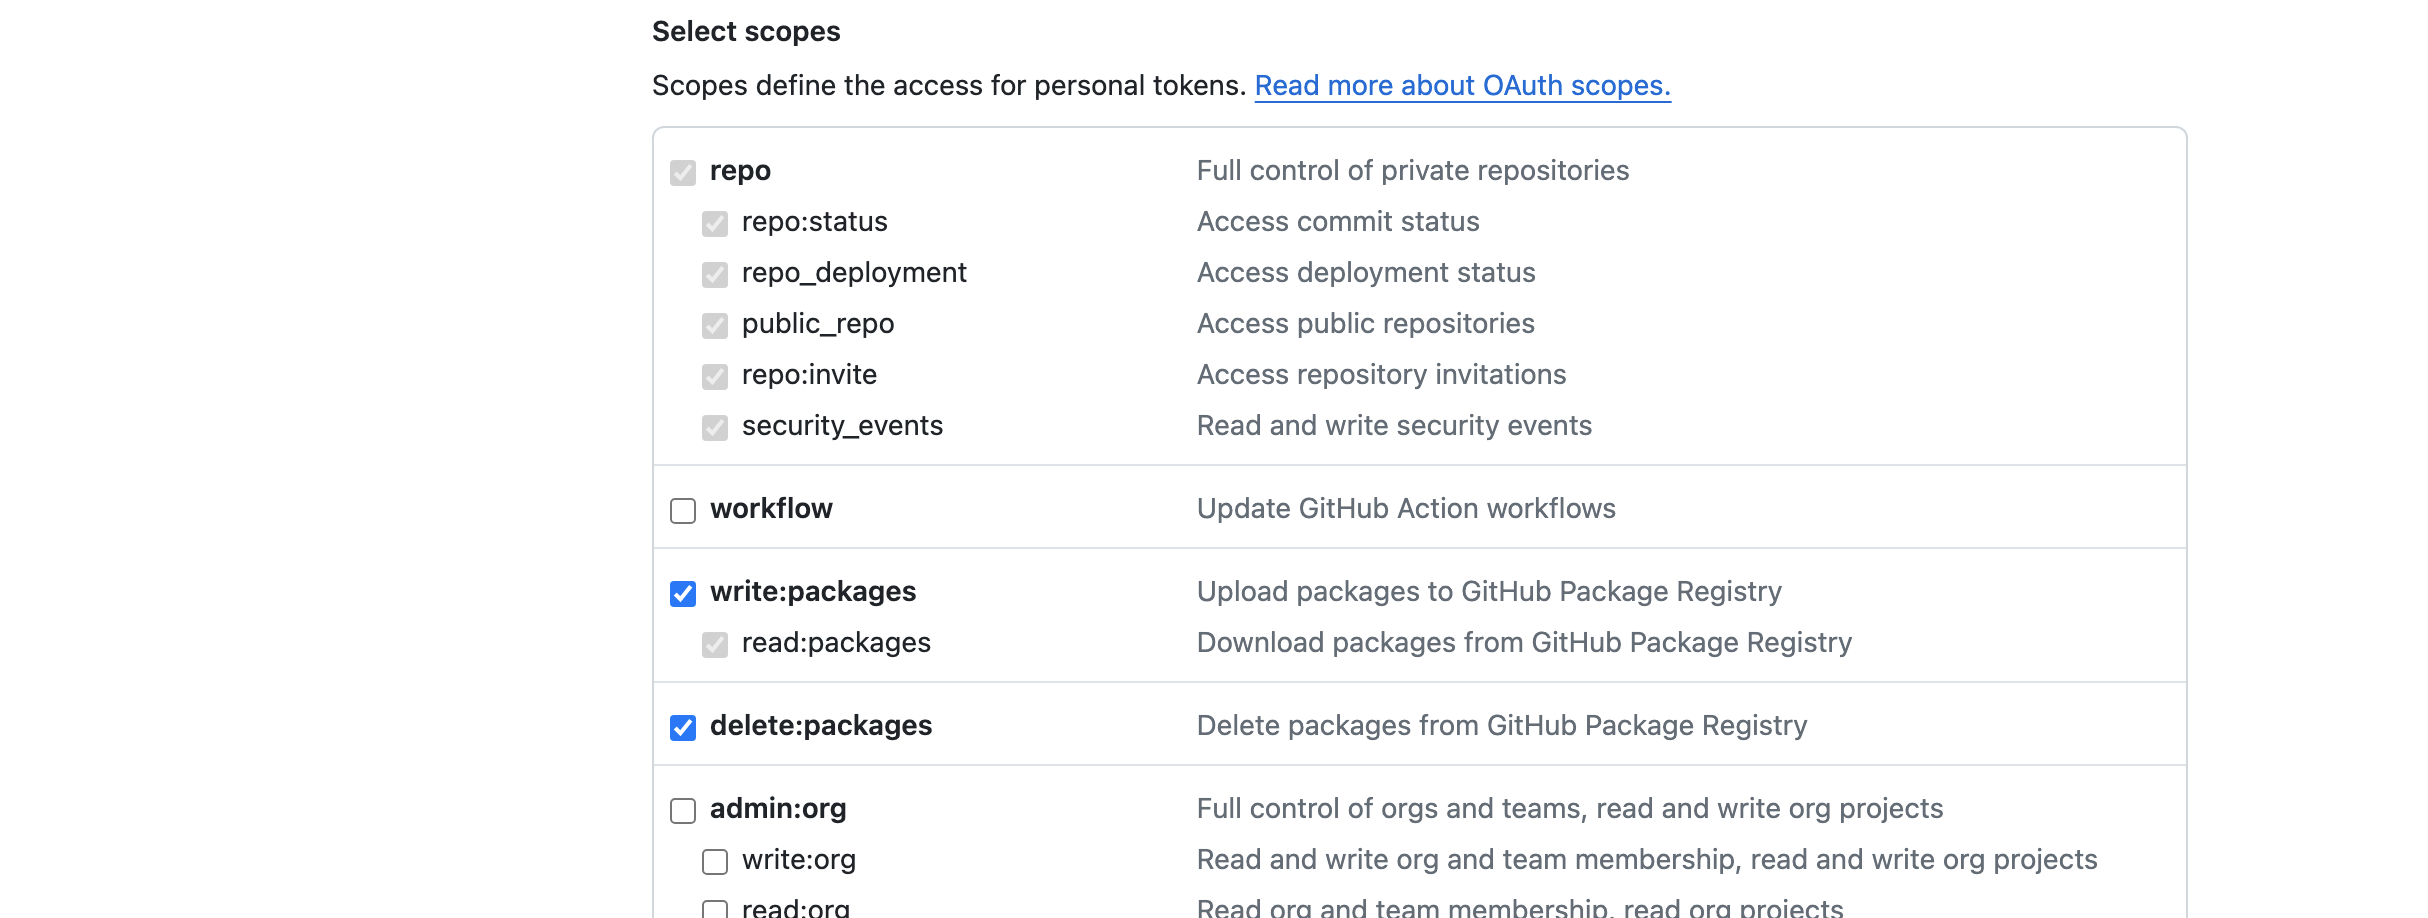 Select scopes
Scopes define the access for personal tokens. Read more about OAuth scopes.
repo Full control of private repositories
repo:status Access commit status
repo_deployment Access deployment status
public_repo Access public repositories
repo:invite Access repository invitations
security_events Read and write security events
workflow Update GitHub Action workflows
write:packages Upload packages to GitHub Package Registry
read:packages Download packages from GitHub Package Registry
delete:packages Delete packages from GitHub Package Registry
admin:org Full control of orgs and teams, read and write org projects
write:org Read and write org and team membership, read and write org projects
read:org Read org and team membership, read org projects